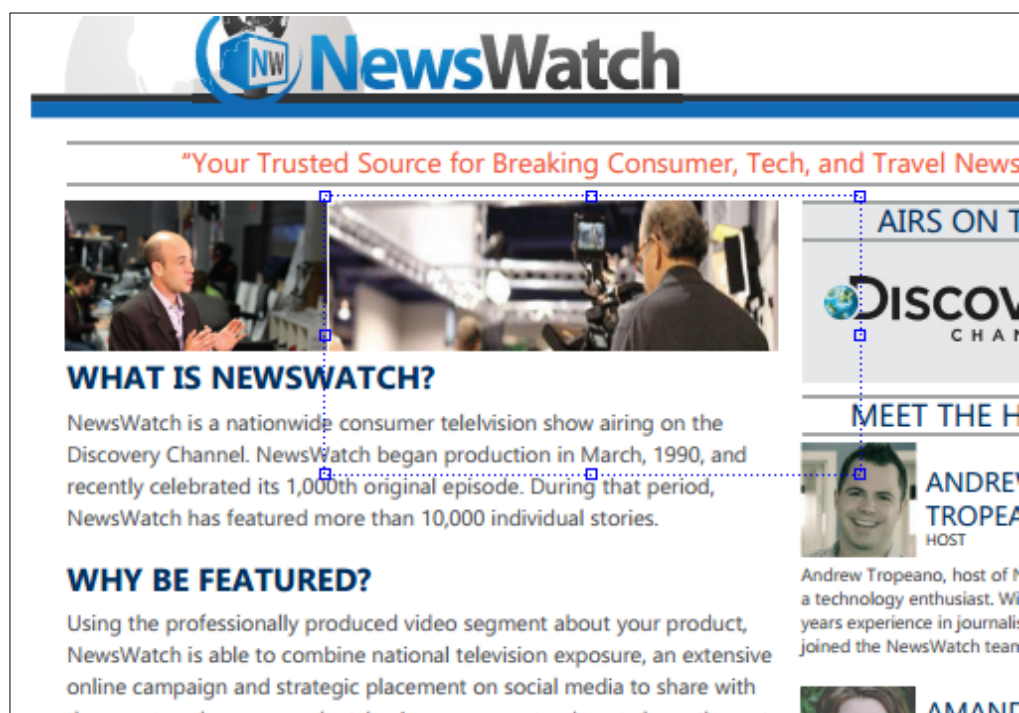 NW NewsWatch
"Your Trusted Source for Breaking Consumer, Tech, and Travel News
WHAT IS NEWSWATCH?
NewsWatch is a nationwide consumer telelvision show airing on the
Discovery Channel. NewsWatch began production in March, 1990, and
recently celebrated its 1,000th original episode. During that period,
NewsWatch has featured more than 10,000 individual stories.
WHY BE FEATURED?
Using the professionally produced video segment about your product,
NewsWatch is able to combine national television exposure, an extensive
online campaign and strategic placement on social media to share with
AIRS ON T
DISCOV
CHAN
MEET THE H
ANDREW
TROPEA
HOST
Andrew Tropeano, host of N
a technology enthusiast. Wi
years experience in journalis
joined the NewsWatch team
AMAND